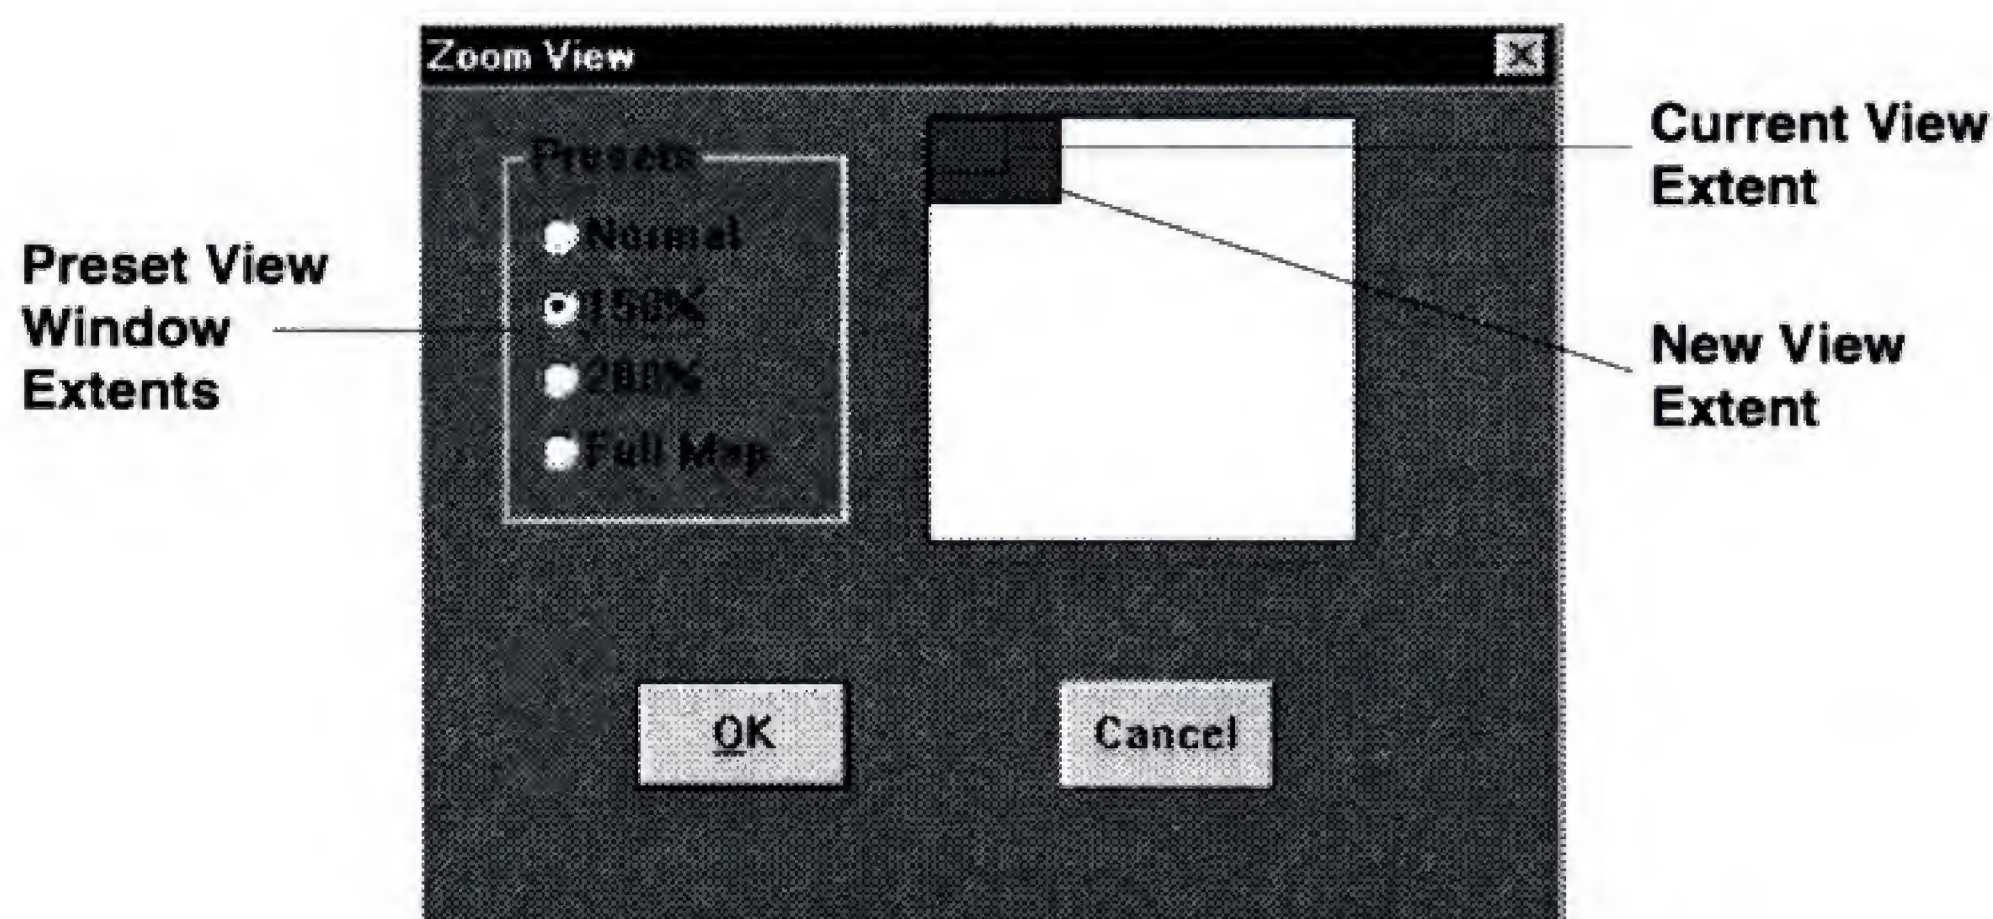 Zoom View
Presets
Normal
150%
200%
Full Map
OK
Cancel
Preset View
Window
Extents
Current View
Extent
New View
Extent